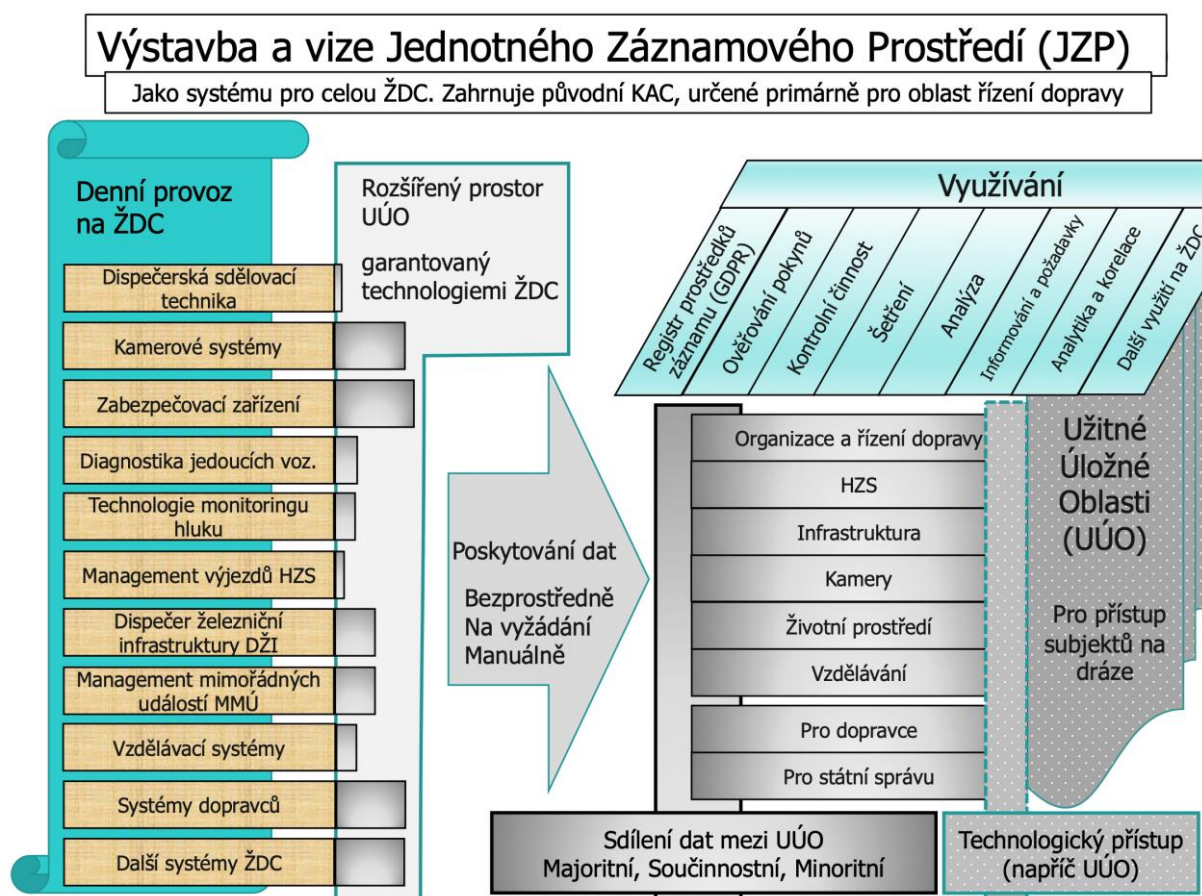 Výstavba a vize Jednotného Záznamového Prostředí (JZP)
Jako systému pro celou ŽDC. Zahrnuje původní KAC, určené primárně pro oblast řízení dopravy
Denní provoz
na ŽDC
Dispečerská sdělovací
technika
Kamerové systémy
Zabezpečovací zařízení
Diagnostika jedoucích voz.
Technologie monitoringu
hluku
Management výjezdů HZS
Dispečer železniční
infrastruktury DŽI
Management mimořádných
událostí MMÚ
Vzdělávací systémy
Systémy dopravců
Další systémy ŽDC
Rozšířený prostor
UÚO
garantovaný
technologiemi ŽDC
Poskytování dat
Bezprostředně
Na vyžádání
Manuálně
Využívání
Registr prostředků
záznamu (GDPR)
Ověřování pokynů
Kontrolní činnost
Šetření
Analýza
Informování a požadavky
Analytika a korelace
Další využití na ŽDC
Organizace a řízení dopravy
HZS
Infrastruktura
Kamery
Životní prostředí
Vzdělávání
Pro dopravce
Pro státní správu
Užitné
Úložné
Oblasti
(UÚO)
Pro přístup
subjektů na
dráze
Sdílení dat mezi UÚO
Majoritní, Součinnostní, Minoritní
Technologický přístup
(napříč UÚO)